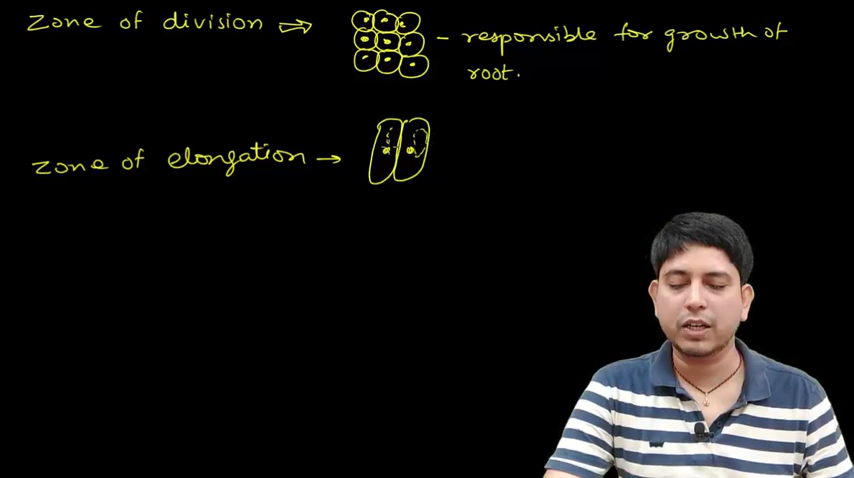 zone of division ⇒ - responsible for growth of
root.
zone of elongation →